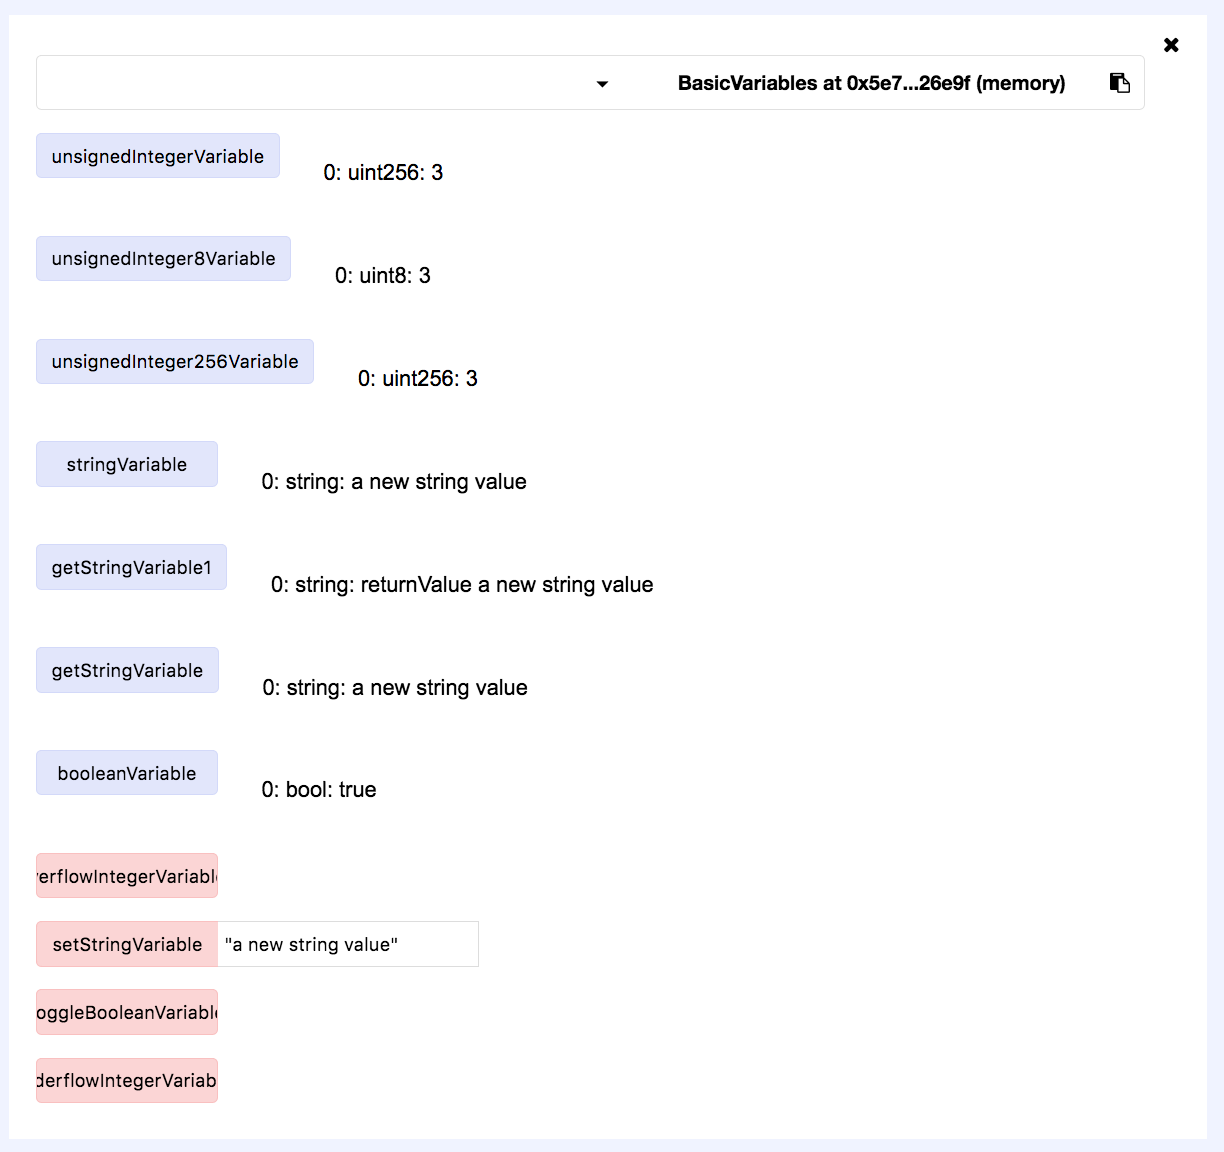 BasicVariables at 0x5e7...26e9f (memory)
unsignedIntegerVariable 0: uint256: 3
unsignedInteger8Variable 0: uint8: 3
unsignedInteger256Variable 0: uint256: 3
stringVariable 0: string: a new string value
getStringVariable1 0: string: returnValue a new string value
getStringVariable 0: string: a new string value
booleanVariable 0: bool: true
erflowIntegerVariabl
setStringVariable "a new string value"
oggleBooleanVariabl
derflowIntegerVariab